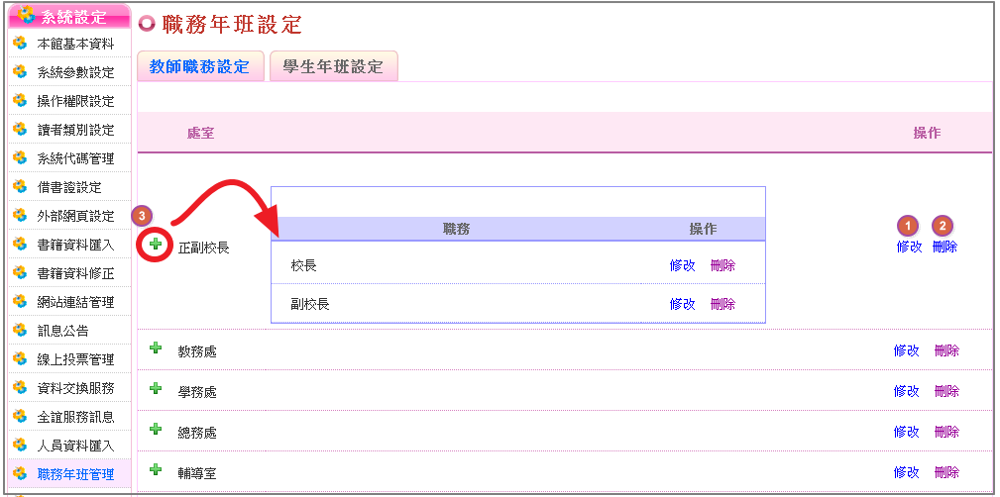 系統設定
本館基本資料
系統參數設定
操作權限設定
讀者類別設定
系統代碼管理
借書證設定
外部網頁設定
書籍資料匯入
書籍資料修正
網站連結管理
訊息公告
線上投票管理
資料交換服務
全誼服務訊息
人員資料匯入
職務年班管理
職務年班設定
教師職務設定 學生年班設定
處室 操作
3 正副校長 1 修改 2 刪除
職務 操作
校長 修改 刪除
副校長 修改 刪除
教務處 修改 刪除
學務處 修改 刪除
總務處 修改 刪除
輔導室 修改 刪除